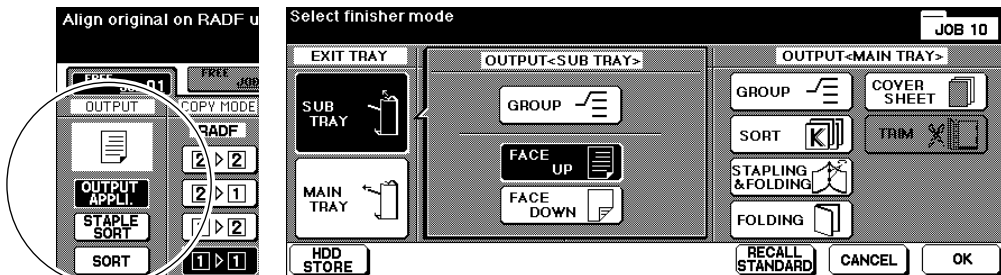 Align original on RADF u
FREE
JOB 01
FREE
JOB
OUTPUT
COPY MODE
RADF
2 2
OUTPUT
APPLI.
2 1
STAPLE
SORT
1 2
SORT
1 1
Select finisher mode
JOB 10
EXIT TRAY
OUTPUT<SUB TRAY>
OUTPUT<MAIN TRAY>
SUB
TRAY
MAIN
TRAY
GROUP
FACE
UP
FACE
DOWN
GROUP
COVER
SHEET
SORT
K
TRIM
STAPLING
&FOLDING
FOLDING
HDD
STORE
RECALL
STANDARD
CANCEL
OK